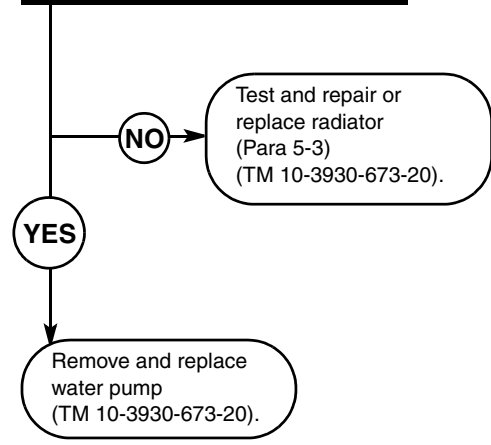 NO
Test and repair or
replace radiator
(Para 5-3)
(TM 10-3930-673-20).
YES
Remove and replace
water pump
(TM 10-3930-673-20).